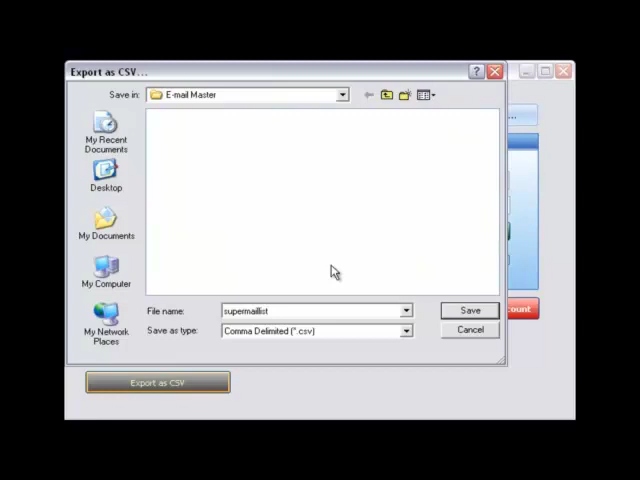 Export as CSV...
Save in:
E-mail Master
...
My Recent
Documents
Desktop
My Documents
My Computer
My Network
Places
File name:
supermaillist
Save
Save as type:
Comma Delimited (*.csv)
Cancel
count
Export as CSV